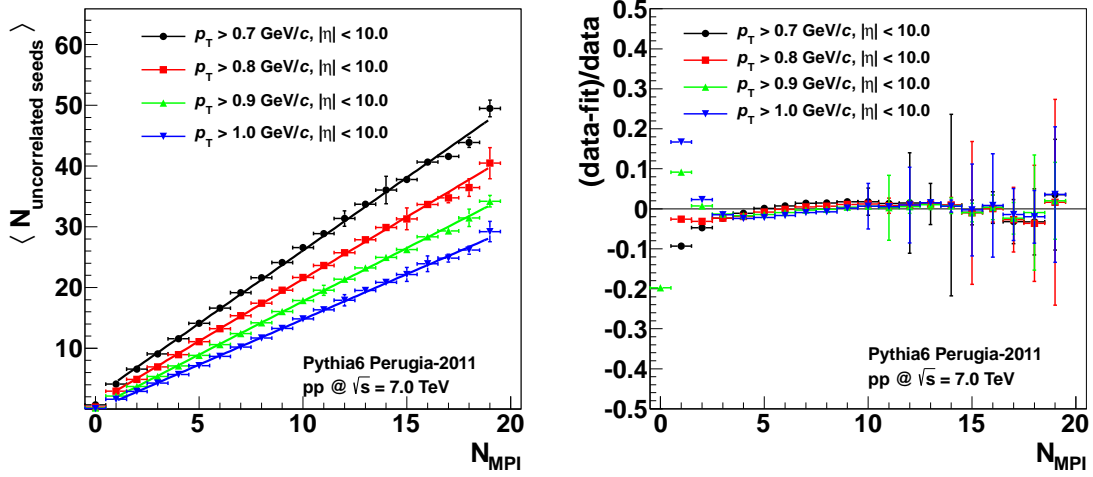 ⟨ N uncorrelated seeds ⟩
60
50
40
30
20
10
p_T > 0.7 GeV/c, |η| < 10.0
p_T > 0.8 GeV/c, |η| < 10.0
p_T > 0.9 GeV/c, |η| < 10.0
p_T > 1.0 GeV/c, |η| < 10.0
Pythia6 Perugia-2011
pp @ √s = 7.0 TeV
0 5 10 15 20
N_MPI
(data-fit)/data
0.5
0.4
0.3
0.2
0.1
0
-0.1
-0.2
-0.3
-0.4
-0.5
p_T > 0.7 GeV/c, |η| < 10.0
p_T > 0.8 GeV/c, |η| < 10.0
p_T > 0.9 GeV/c, |η| < 10.0
p_T > 1.0 GeV/c, |η| < 10.0
Pythia6 Perugia-2011
pp @ √s = 7.0 TeV
0 5 10 15 20
N_MPI